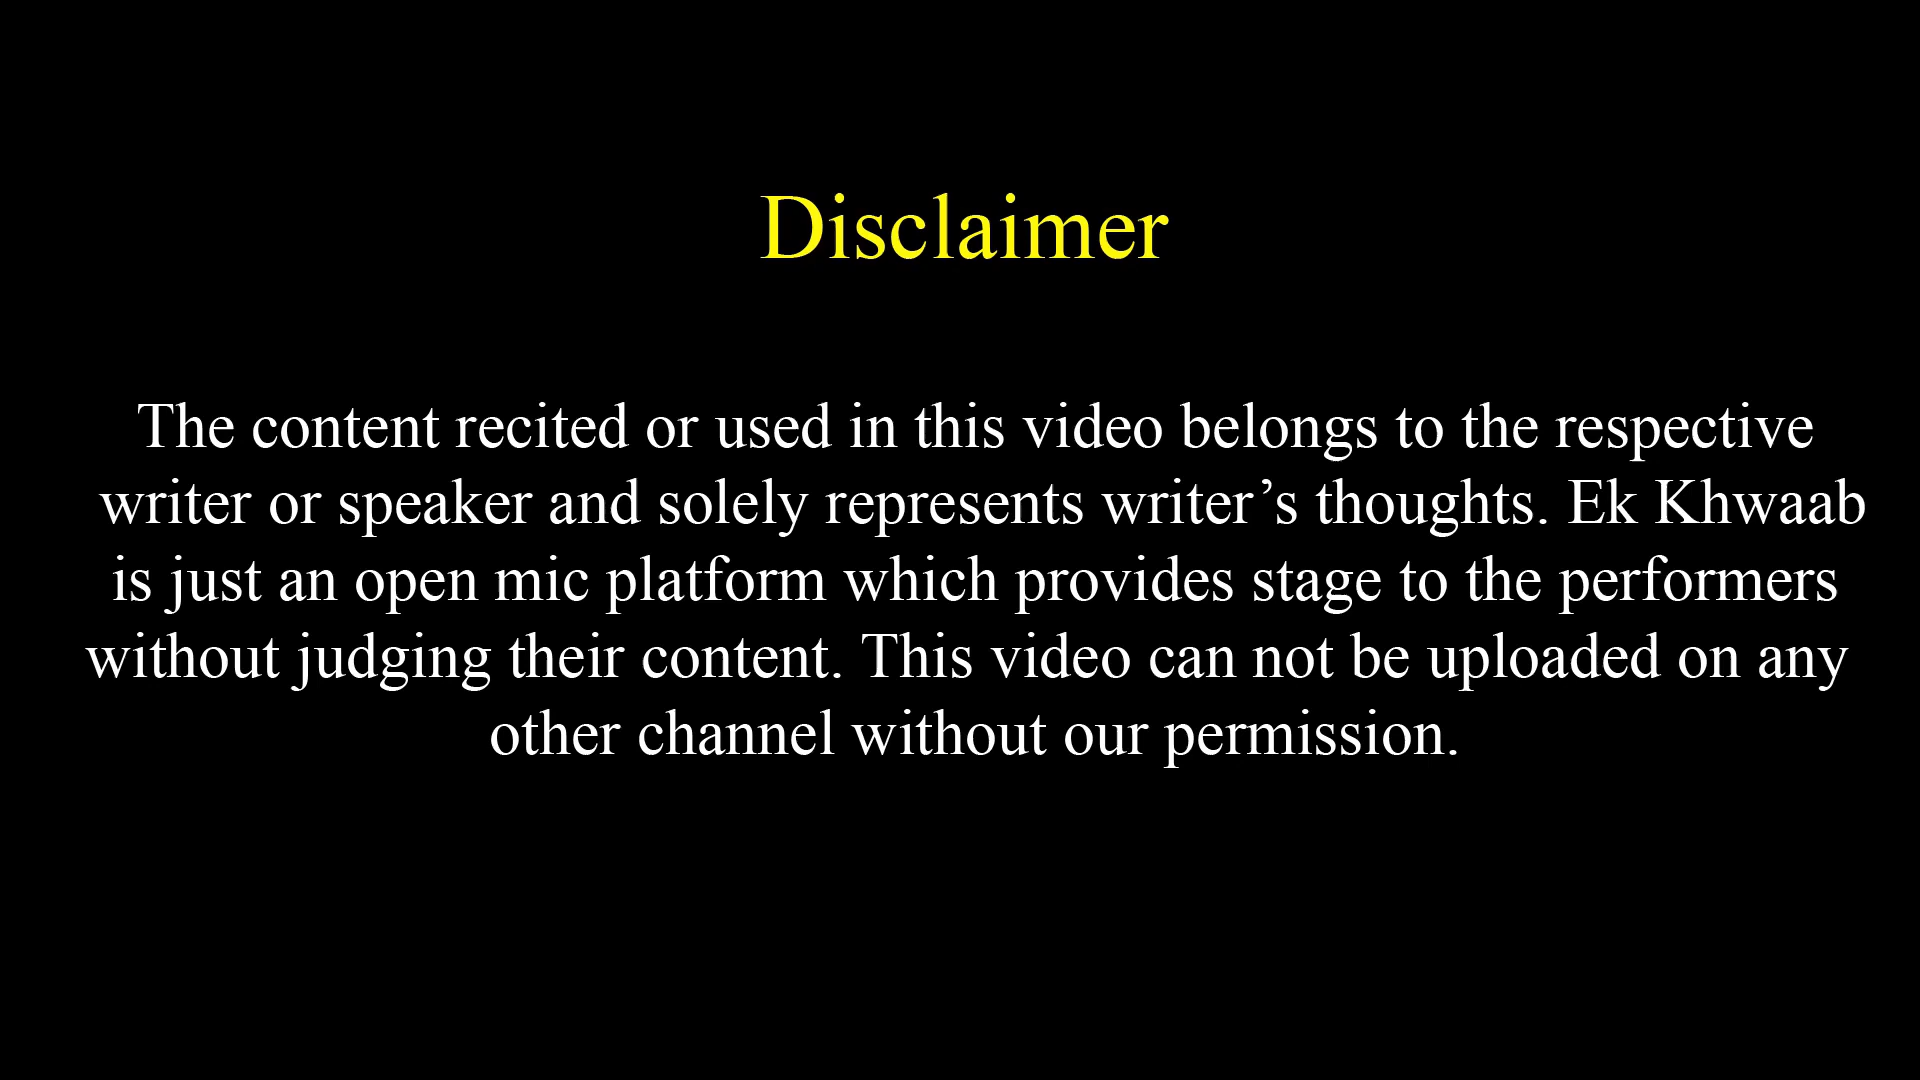 Disclaimer
The content recited or used in this video belongs to the respective
writer or speaker and solely represents writer’s thoughts. Ek Khwaab
is just an open mic platform which provides stage to the performers
without judging their content. This video can not be uploaded on any
other channel without our permission.